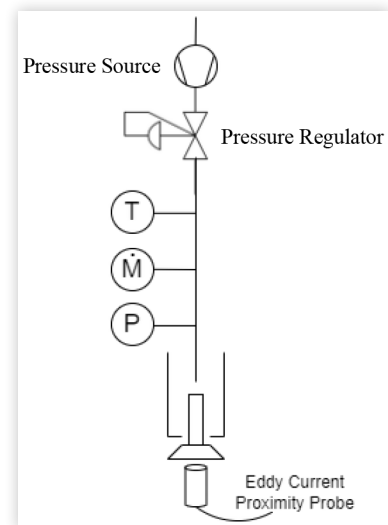 Pressure Source
Pressure Regulator
T
Ṁ
P
Eddy Current
Proximity Probe